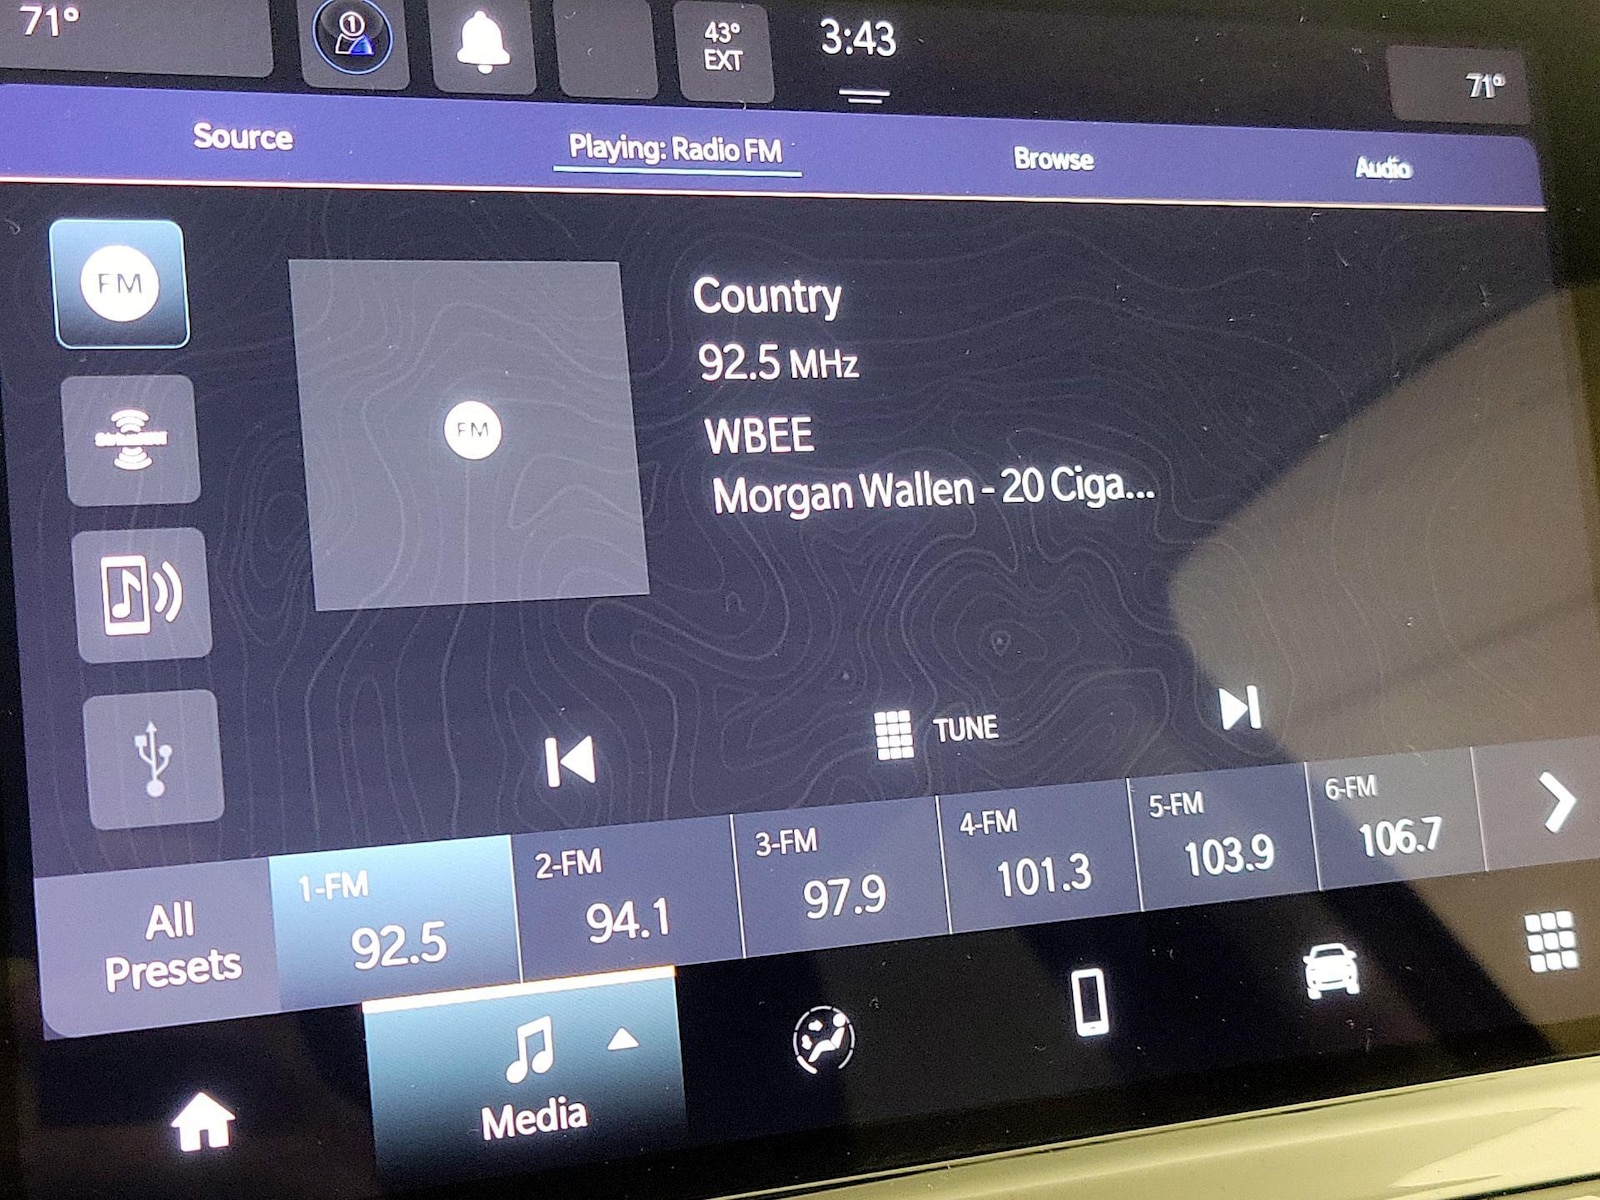 71°
1
43°
EXT
3:43
71°
Source
Playing: Radio FM
Browse
Audio
FM
SiriusXM
FM
Country
92.5 MHz
WBEE
Morgan Wallen - 20 Ciga...
TUNE
All
Presets
1-FM
92.5
2-FM
94.1
3-FM
97.9
4-FM
101.3
5-FM
103.9
6-FM
106.7
Media